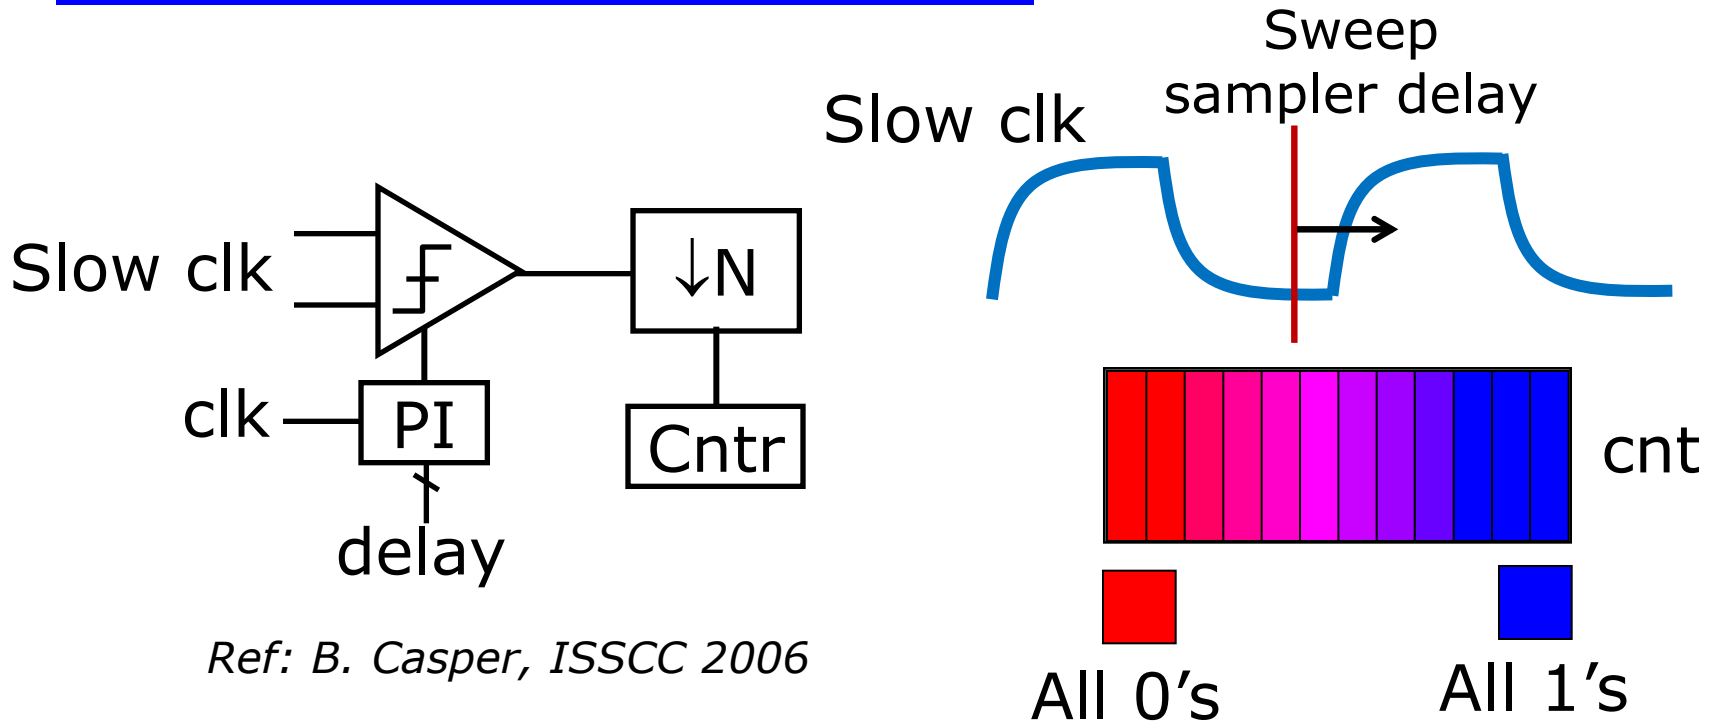 Sweep
sampler delay
Slow clk
Slow clk
↓N
clk
PI
Cntr
delay
cnt
Ref: B. Casper, ISSCC 2006
All 0’s
All 1’s